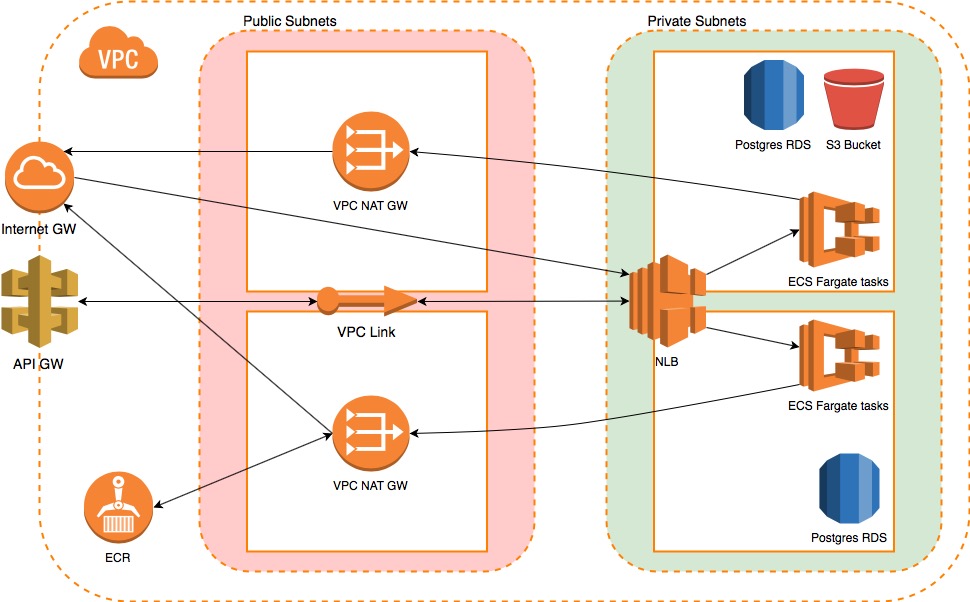 Public Subnets
Private Subnets
VPC
Postgres RDS
S3 Bucket
VPC NAT GW
Internet GW
ECS Fargate tasks
VPC Link
API GW
NLB
ECS Fargate tasks
VPC NAT GW
Postgres RDS
ECR